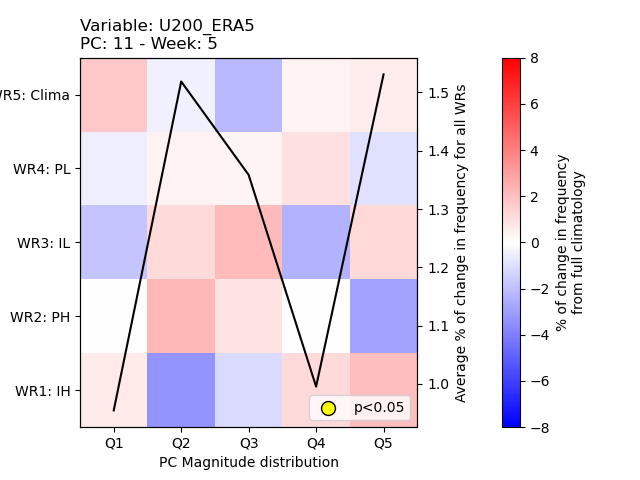 Variable: U200_ERA5
PC: 11 - Week: 5
WR5: Clima
WR4: PL
WR3: IL
WR2: PH
WR1: IH
Q1 Q2 Q3 Q4 Q5
PC Magnitude distribution
p<0.05
1.5
1.4
1.3
1.2
1.1
1.0
Average % of change in frequency for all WRs
8
6
4
2
0
−2
−4
−6
−8
% of change in frequency
from full climatology